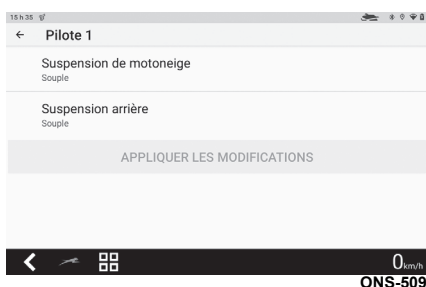 15 h 35
← Pilote 1
Suspension de motoneige
Souple
Suspension arrière
Souple
APPLIQUER LES MODIFICATIONS
0km/h
ONS-509